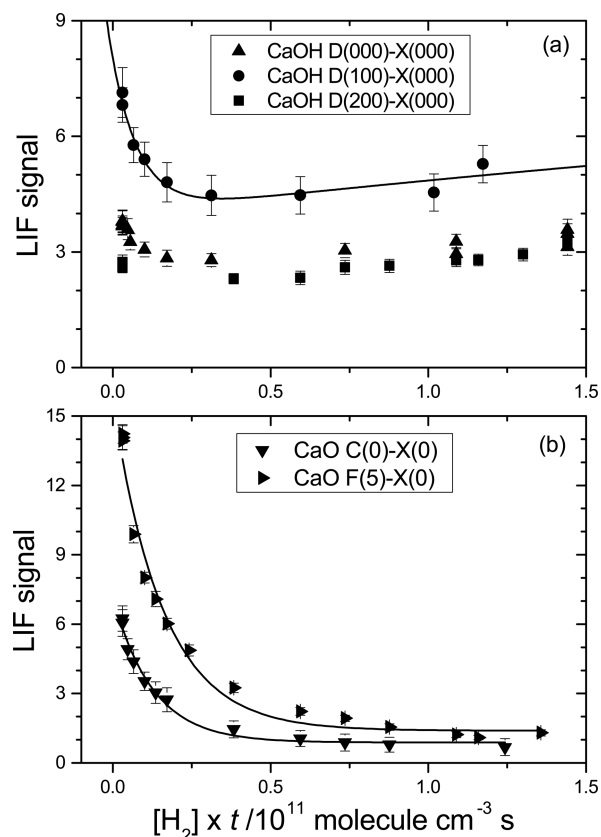 9
6
3
0
LIF signal
CaOH D(000)-X(000)
CaOH D(100)-X(000)
CaOH D(200)-X(000)
(a)
0.0
0.5
1.0
1.5
15
12
9
6
3
0
LIF signal
CaO C(0)-X(0)
CaO F(5)-X(0)
(b)
0.0
0.5
1.0
1.5
[H₂] x t /10¹¹ molecule cm⁻³ s